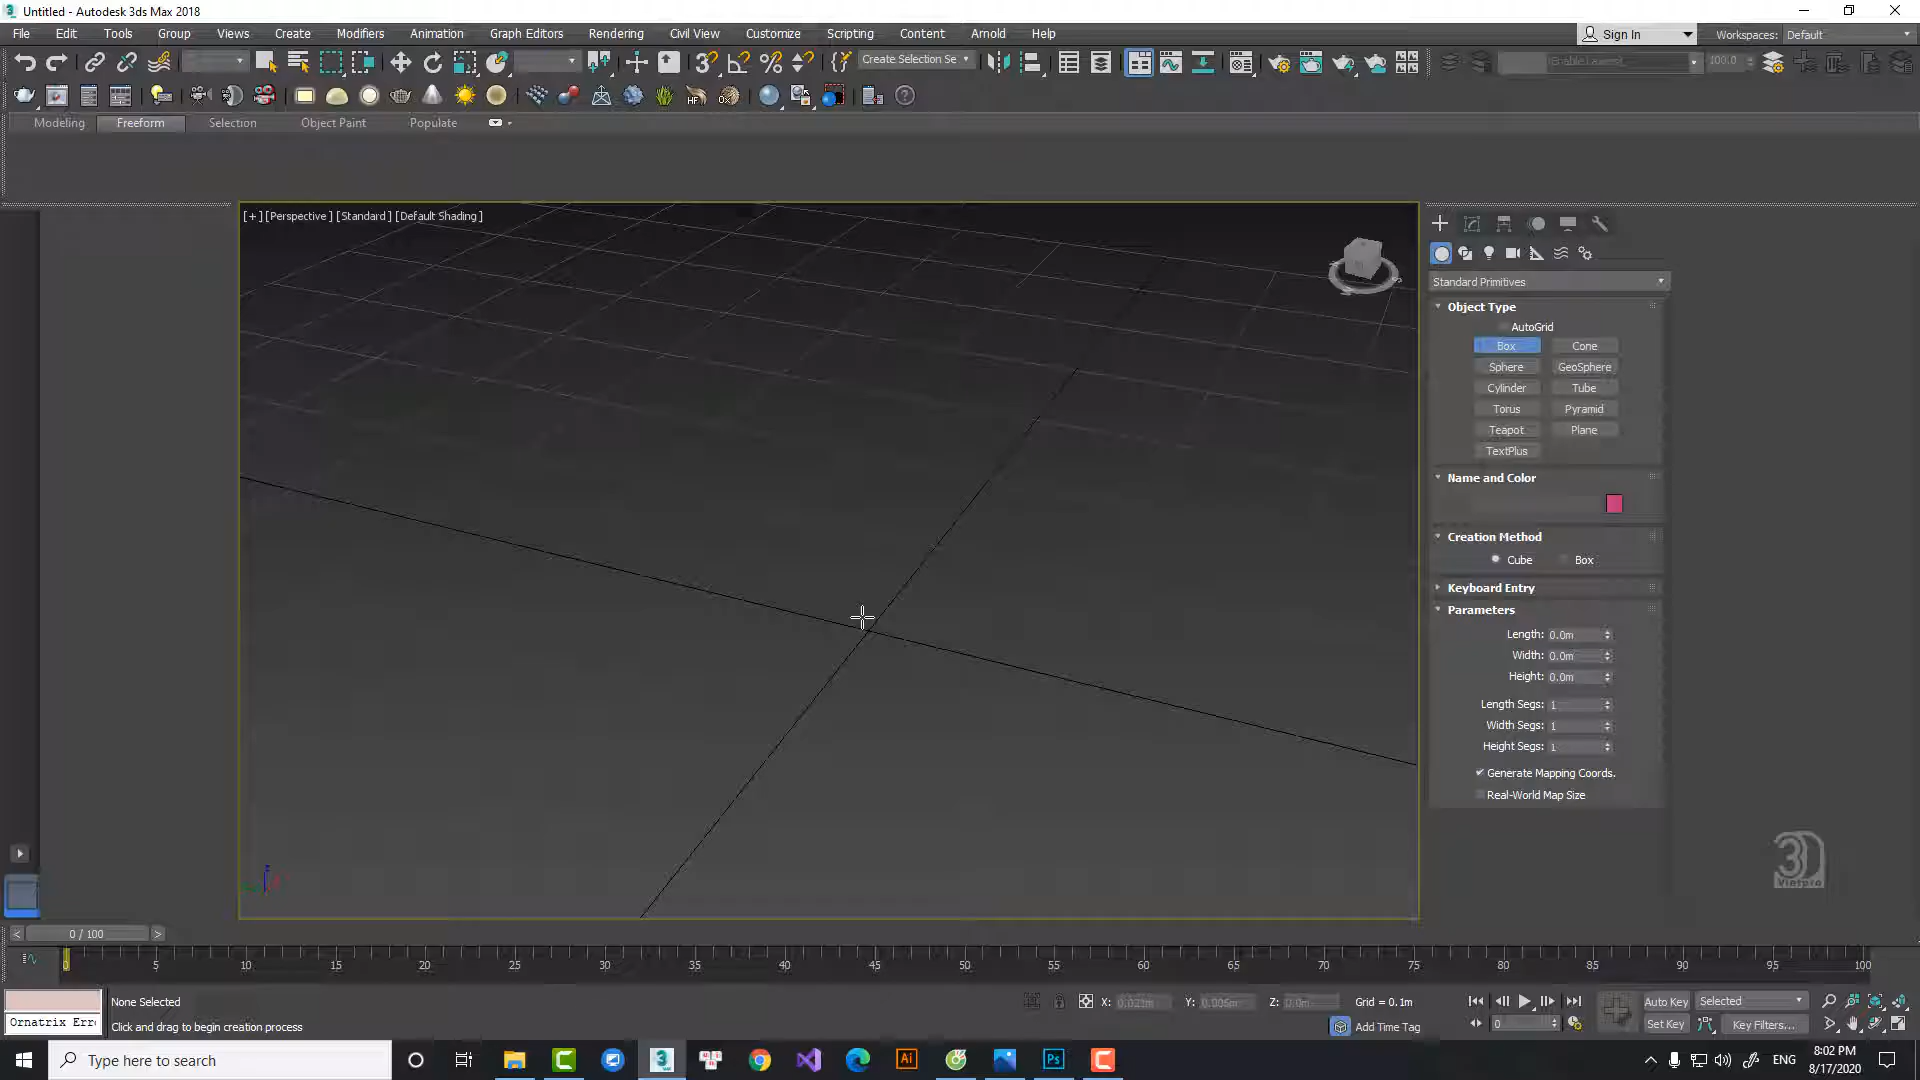 Untitled - Autodesk 3ds Max 2018
File Edit Tools Group Views Create Modifiers Animation Graph Editors Rendering Civil View Customize Scripting Content Arnold Help
Sign In Workspaces: Default
Create Selection Se
100.0
Modeling Freeform Selection Object Paint Populate
[+] [Perspective ] [Standard ] [Default Shading ]
Standard Primitives
Object Type
AutoGrid
Box Cone
Sphere GeoSphere
Cylinder Tube
Torus Pyramid
Teapot Plane
TextPlus
Name and Color
Creation Method
Cube Box
Keyboard Entry
Parameters
Length: 0.0m
Width: 0.0m
Height: 0.0m
Length Segs: 1
Width Segs: 1
Height Segs: 1
Generate Mapping Coords.
Real-World Map Size
3D
Vietpro
< 0 / 100 >
0 5 10 15 20 25 30 35 40 45 50 55 60 65 70 75 80 85 90 95 100
None Selected
X: Y: Z: 0.0m Grid = 0.1m
Auto Key Selected
Ornatrix Err
Click and drag to begin creation process
Add Time Tag
0
Set Key Key Filters...
Type here to search
ENG
8:02 PM
8/17/2020